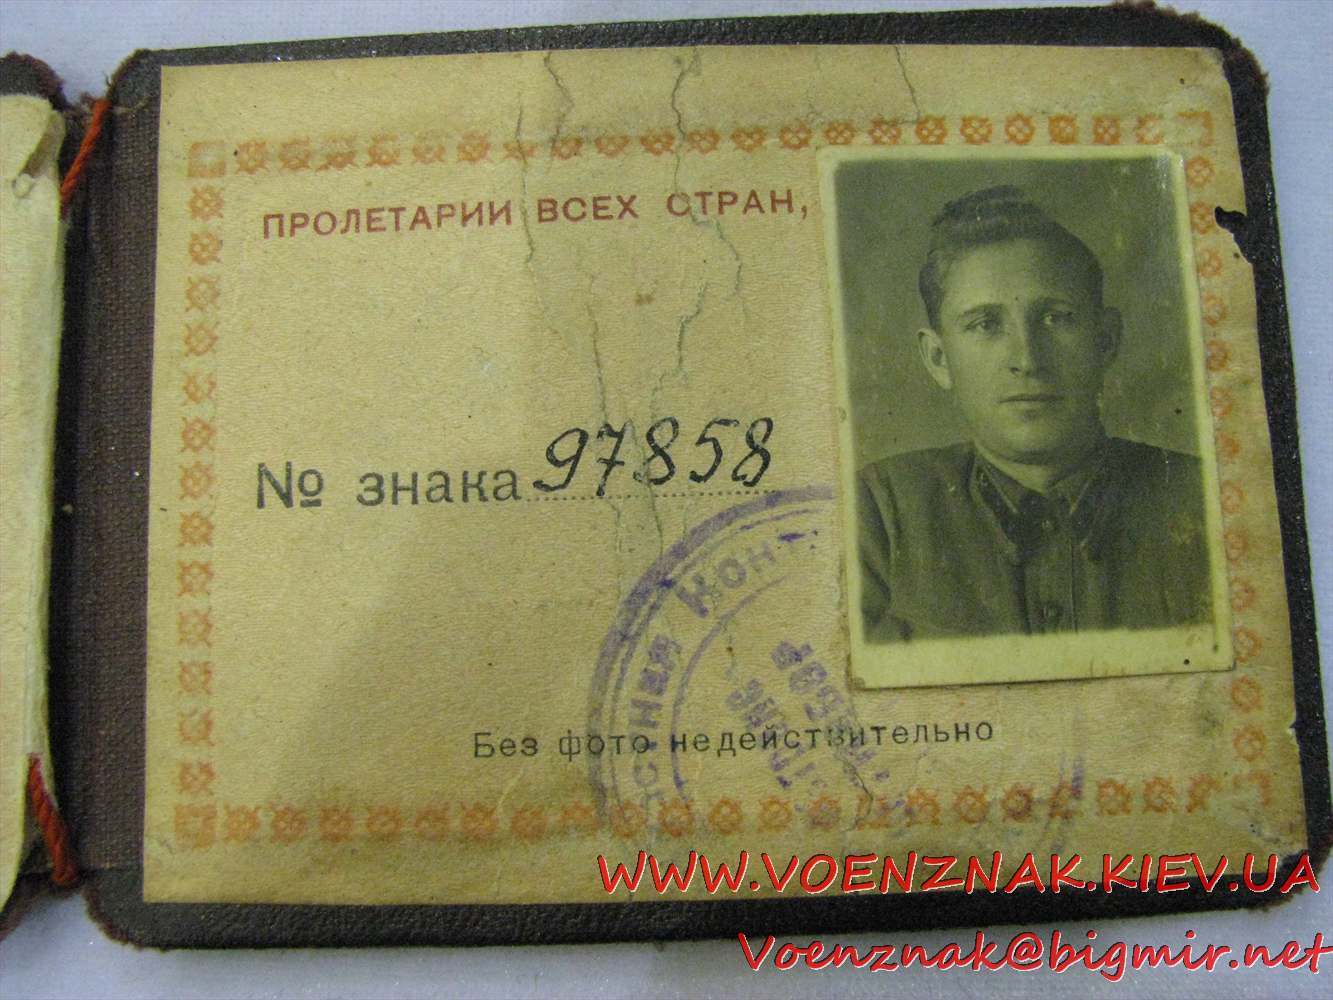 ПРОЛЕТАРИИ ВСЕХ СТРАН,
№ знака 97858
Без фото недействительно
WWW.VOENZNAK.KIEV.UA
Voenznak@bigmir.net